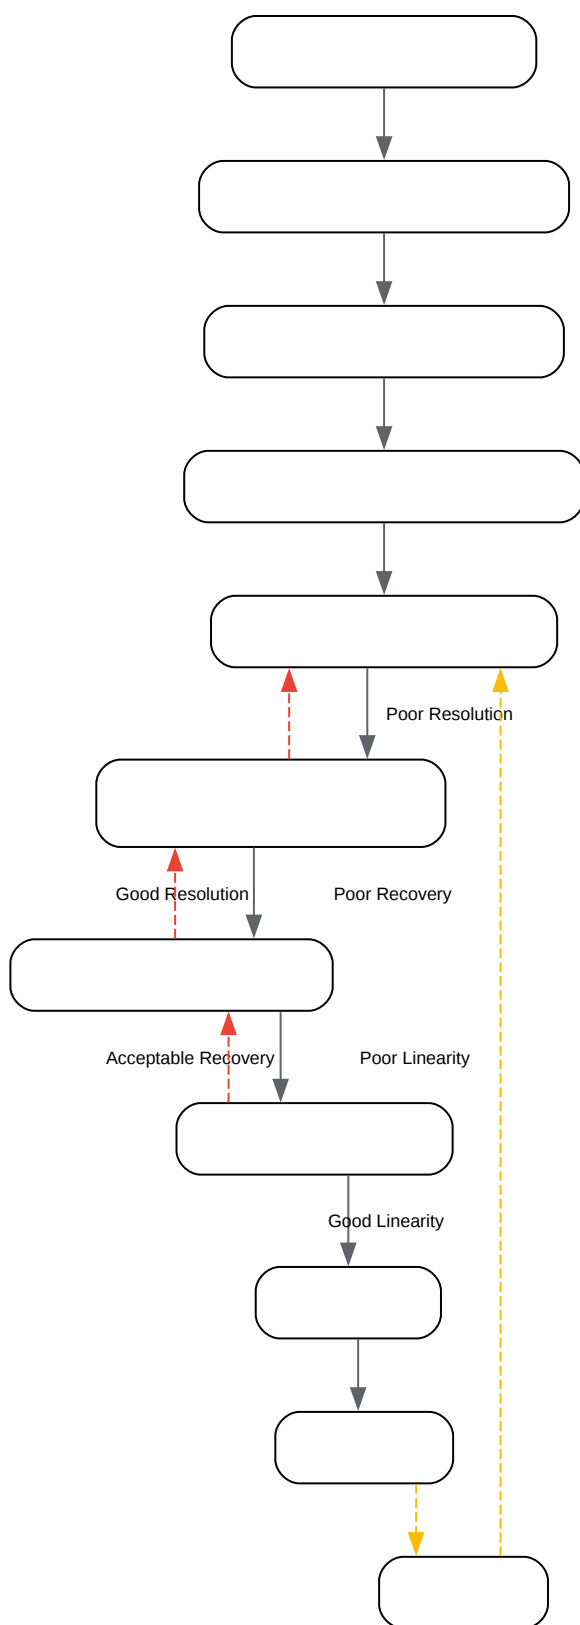 Poor Resolution
Good Resolution
Poor Recovery
Acceptable Recovery
Poor Linearity
Good Linearity